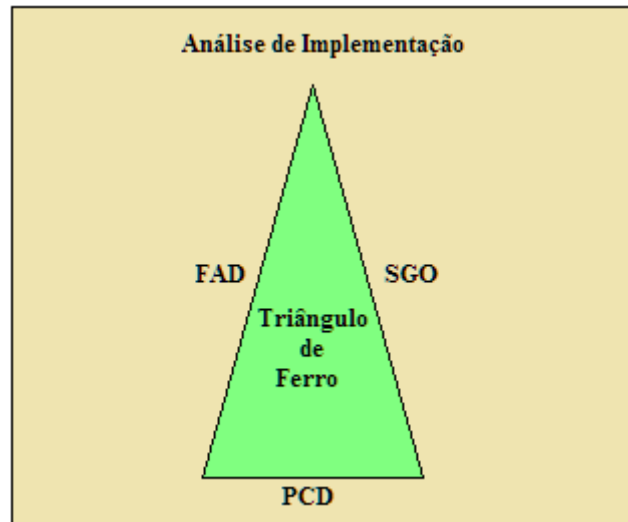 Análise de Implementação
FAD
SGO
Triângulo
de
Ferro
PCD